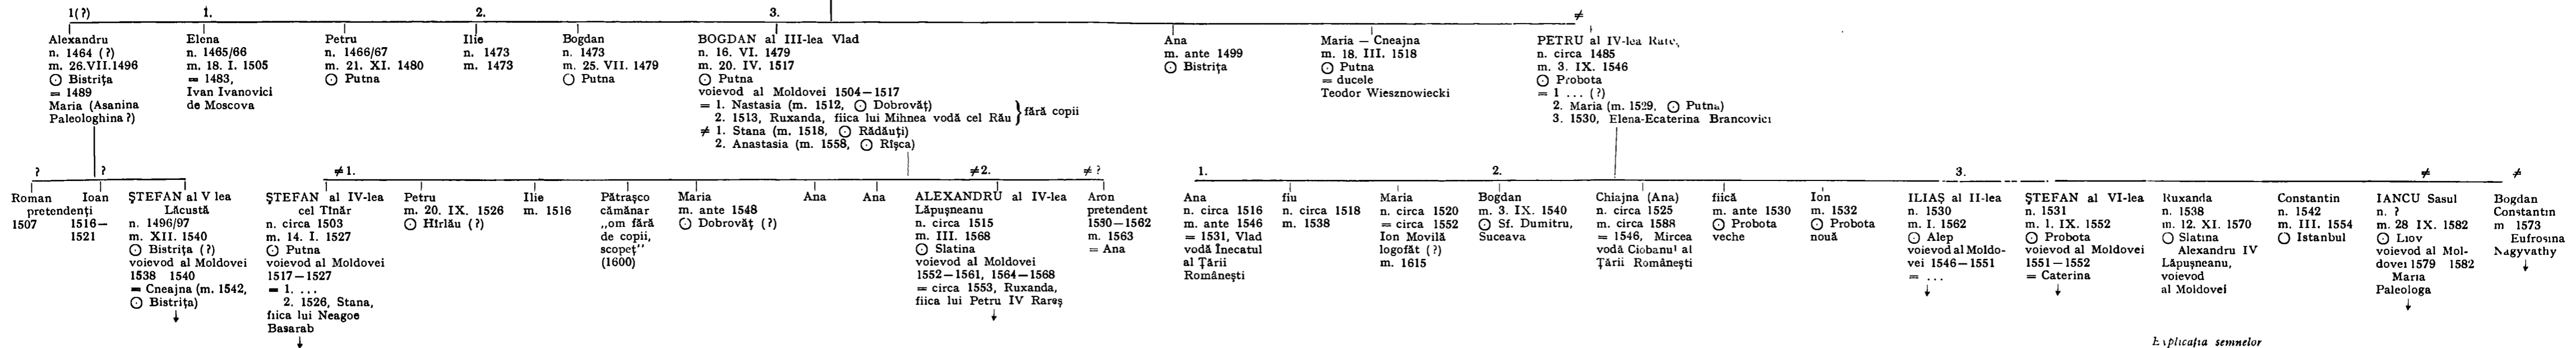 1(?)
1.
2.
3.
≠
Alexandru
n. 1464 (?)
m. 26.VII.1496
⊙ Bistrița
= 1489
Maria (Asanina
Paleologhina ?)
Elena
n. 1465/66
m. 18. I. 1505
= 1483,
Ivan Ivanovici
de Moscova
Petru
n. 1466/67
m. 21. XI. 1480
⊙ Putna
Ilie
n. 1473
m. 1473
Bogdan
n. 1473
m. 25. VII. 1479
⊙ Putna
BOGDAN al III-lea Vlad
n. 16. VI. 1479
m. 20. IV. 1517
⊙ Putna
voievod al Moldovei 1504—1517
= 1. Nastasia (m. 1512, ⊙ Dobrovăț)
2. 1513, Ruxanda, fiica lui Mihnea vodă cel Rău } fără copii
≠ 1. Stana (m. 1518, ⊙ Rădăuți)
2. Anastasia (m. 1558, ⊙ Rîșca)
Ana
m. ante 1499
⊙ Bistrița
Maria — Cneajna
m. 18. III. 1518
⊙ Putna
= ducele
Teodor Wiesznowiecki
PETRU al IV-lea Rareș
n. circa 1485
m. 3. IX. 1546
⊙ Probota
= 1 ... (?)
2. Maria (m. 1529, ⊙ Putna)
3. 1530, Elena-Ecaterina Brancovici
?
?
≠ 1.
≠ 2.
≠ ?
1.
2.
3.
≠
≠
Roman
Ioan
pretendenți
1507
1516—
1521
ȘTEFAN al V lea
Lăcustă
n. 1496/97
m. XII. 1540
⊙ Bistrița (?)
voievod al Moldovei
1538 1540
= Cneajna (m. 1542,
⊙ Bistrița)
↓
ȘTEFAN al IV-lea
cel Tînăr
n. circa 1503
m. 14. I. 1527
⊙ Putna
voievod al Moldovei
1517—1527
= 1. ...
2. 1526, Stana,
fiica lui Neagoe
Basarab
↓
Petru
m. 20. IX. 1526
⊙ Hîrlău (?)
Ilie
m. 1516
Pătrașco
cămănar
„om fără
de copii,
scopeț"
(1600)
Maria
m. ante 1548
⊙ Dobrovăț (?)
Ana
Ana
ALEXANDRU al IV-lea
Lăpușneanu
n. circa 1515
m. III. 1568
⊙ Slatina
voievod al Moldovei
1552—1561, 1564—1568
= circa 1553, Ruxanda,
fiica lui Petru IV Rareș
↓
Aron
pretendent
1530—1562
m. 1563
= Ana
Ana
n. circa 1516
m. ante 1546
= 1531, Vlad
vodă Înecatul
al Țării
Românești
fiu
n. circa 1518
m. 1538
Maria
n. circa 1520
= circa 1552
Ion Movilă
logofăt (?)
m. 1615
Bogdan
m. 3. IX. 1540
⊙ Sf. Dumitru,
Suceava
Chiajna (Ana)
n. circa 1525
m. circa 1588
= 1546, Mircea
vodă Ciobanul al
Țării Românești
fiică
m. ante 1530
⊙ Probota
veche
Ion
m. 1532
⊙ Probota
nouă
ILIAȘ al II-lea
n. 1530
m. I. 1562
⊙ Alep
voievod al Moldo-
vei 1546—1551
= ...
↓
ȘTEFAN al VI-lea
n. 1531
m. 1. IX. 1552
⊙ Probota
voievod al Moldovei
1551—1552
= Caterina
↓
Ruxanda
n. 1538
m. 12. XI. 1570
⊙ Slatina
Alexandru IV
Lăpușneanu,
voievod
al Moldovei
Constantin
n. 1542
m. III. 1554
⊙ Istanbul
IANCU Sasul
n. ?
m. 28 IX. 1582
⊙ Liov
voievod al Mol-
dovei 1579 1582
Maria
Paleologa
↓
Bogdan
Constantin
m 1573
Eufrosina
Nagyvathy
↓
Explicația semnelor